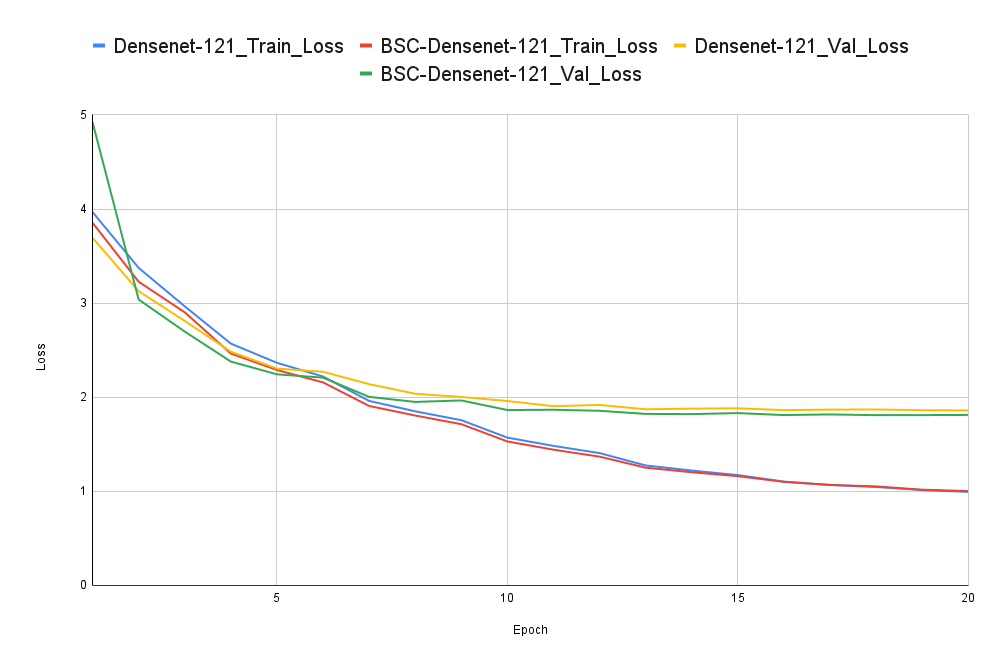 Densenet-121_Train_Loss BSC-Densenet-121_Train_Loss Densenet-121_Val_Loss
BSC-Densenet-121_Val_Loss
5
4
3
2
1
0
Loss
5 10 15 20
Epoch